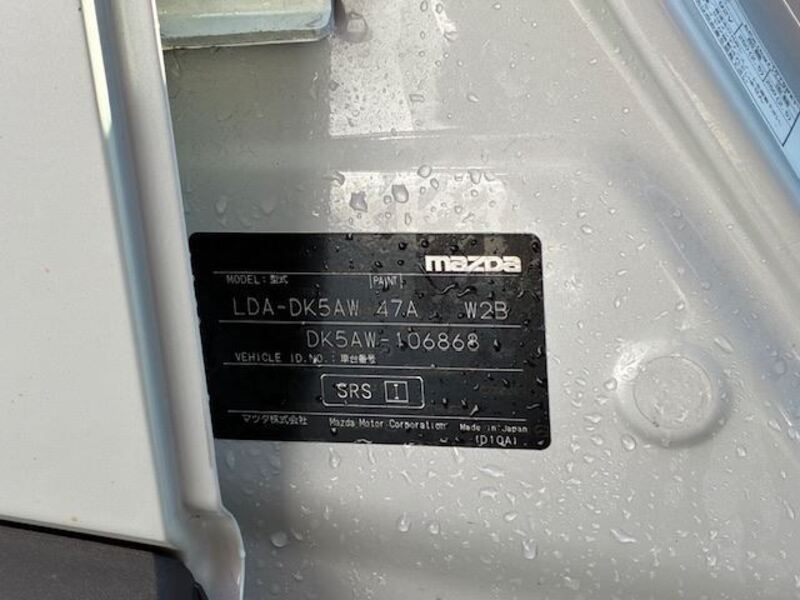 mazda
MODEL: 型式 PAINT
LDA-DK5AW 47A W2B
DK5AW-106868
VEHICLE ID.NO.: 車台番号
SRS I
マツダ株式会社 Mazda Motor Corporation Made in Japan
(D10A)